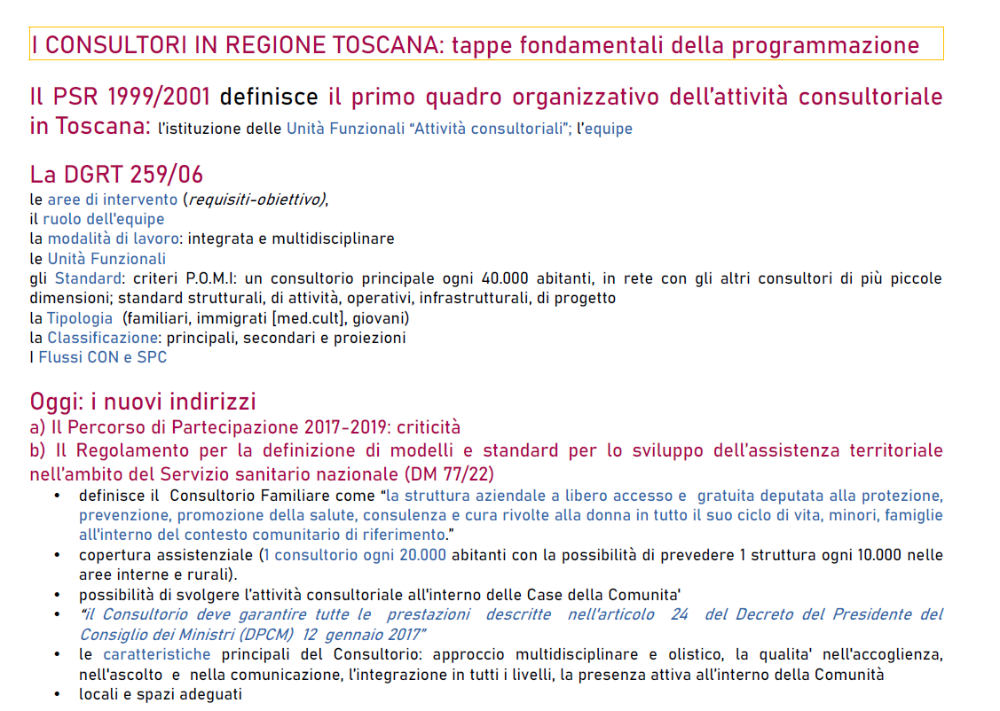 I CONSULTORI IN REGIONE TOSCANA: tappe fondamentali della programmazione
Il PSR 1999/2001 definisce il primo quadro organizzativo dell'attività consultoriale
in Toscana: l'istituzione delle Unità Funzionali “Attività consultoriali”; l'equipe
La DGRT 259/06
le aree di intervento (requisiti-obiettivo),
il ruolo dell'equipe
la modalità di lavoro: integrata e multidisciplinare
le Unità Funzionali
gli Standard: criteri P.O.M.I: un consultorio principale ogni 40.000 abitanti, in rete con gli altri consultori di più piccole
dimensioni; standard strutturali, di attività, operativi, infrastrutturali, di progetto
la Tipologia (familiari, immigrati [med.cult], giovani)
la Classificazione: principali, secondari e proiezioni
I Flussi CON e SPC
Oggi: i nuovi indirizzi
a) Il Percorso di Partecipazione 2017-2019: criticità
b) Il Regolamento per la definizione di modelli e standard per lo sviluppo dell'assistenza territoriale
nell'ambito del Servizio sanitario nazionale (DM 77/22)
• definisce il Consultorio Familiare come “la struttura aziendale a libero accesso e gratuita deputata alla protezione,
prevenzione, promozione della salute, consulenza e cura rivolte alla donna in tutto il suo ciclo di vita, minori, famiglie
all'interno del contesto comunitario di riferimento.”
• copertura assistenziale (1 consultorio ogni 20.000 abitanti con la possibilità di prevedere 1 struttura ogni 10.000 nelle
aree interne e rurali).
• possibilità di svolgere l'attività consultoriale all'interno delle Case della Comunita'
• “il Consultorio deve garantire tutte le prestazioni descritte nell'articolo 24 del Decreto del Presidente del
Consiglio dei Ministri (DPCM) 12 gennaio 2017”
• le caratteristiche principali del Consultorio: approccio multidisciplinare e olistico, la qualita' nell'accoglienza,
nell'ascolto e nella comunicazione, l'integrazione in tutti i livelli, la presenza attiva all'interno della Comunità
• locali e spazi adeguati